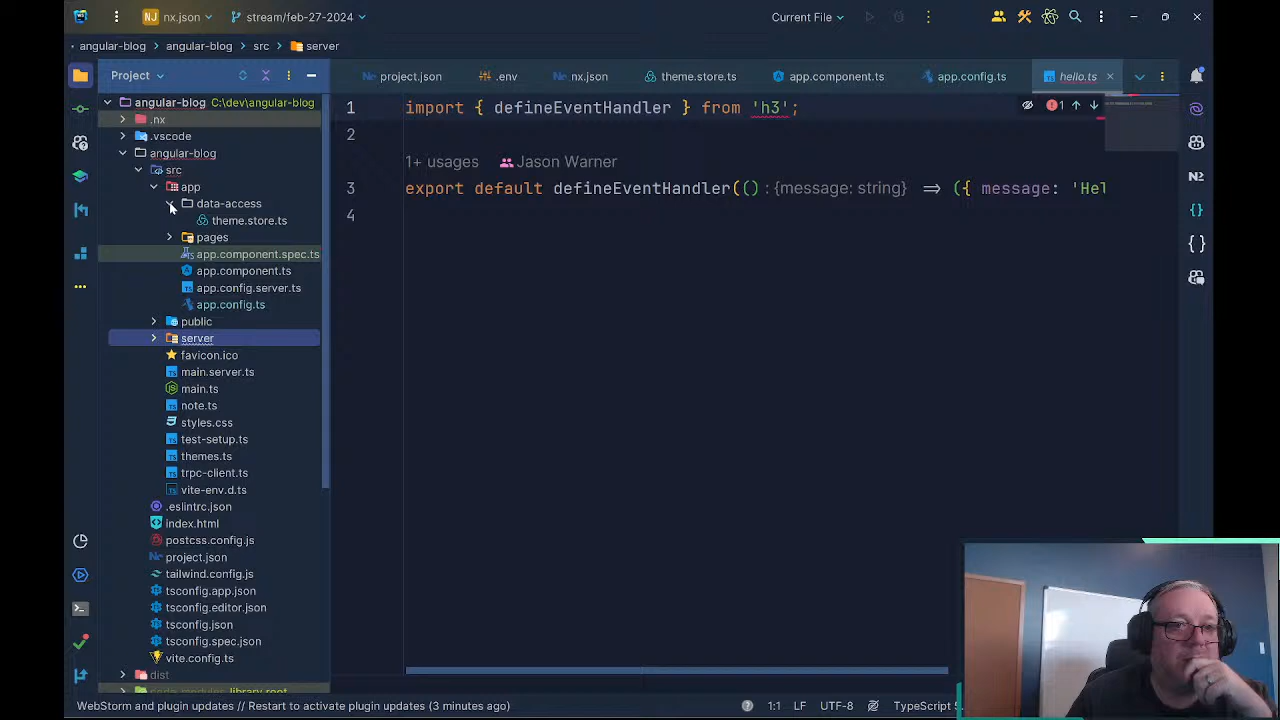 nx.json
stream/feb-27-2024
Current File
angular-blog
angular-blog
src
server
Project
project.json
.env
nx.json
theme.store.ts
app.component.ts
app.config.ts
hello.ts
angular-blog C:\dev\angular-blog
.nx
.vscode
angular-blog
src
app
data-access
theme.store.ts
pages
app.component.spec.ts
app.component.ts
app.config.server.ts
app.config.ts
public
server
favicon.ico
main.server.ts
main.ts
note.ts
styles.css
test-setup.ts
themes.ts
trpc-client.ts
vite-env.d.ts
.eslintrc.json
index.html
postcss.config.js
project.json
tailwind.config.js
tsconfig.app.json
tsconfig.editor.json
tsconfig.json
tsconfig.spec.json
vite.config.ts
dist
1 import { defineEventHandler } from 'h3';
1
2
1+ usages Jason Warner
3 export default defineEventHandler(() : {message: string} => ({ message: 'Hel
4
N2
WebStorm and plugin updates // Restart to activate plugin updates (3 minutes ago)
1:1 LF UTF-8 TypeScript 5.